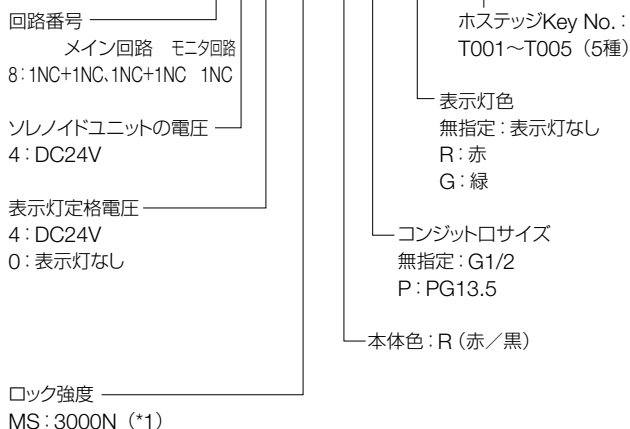 回路番号
メイン回路 モニタ回路
8：1NC+1NC、1NC+1NC 1NC
ソレノイドユニットの電圧
4：DC24V
表示灯定格電圧
4：DC24V
0：表示灯なし
ロック強度
MS：3000N（*1）
ホステッジKey No.：
T001～T005（5種）
表示灯色
無指定：表示灯なし
R：赤
G：緑
コンジット口サイズ
無指定：G1/2
P：PG13.5
本体色：R（赤／黒）